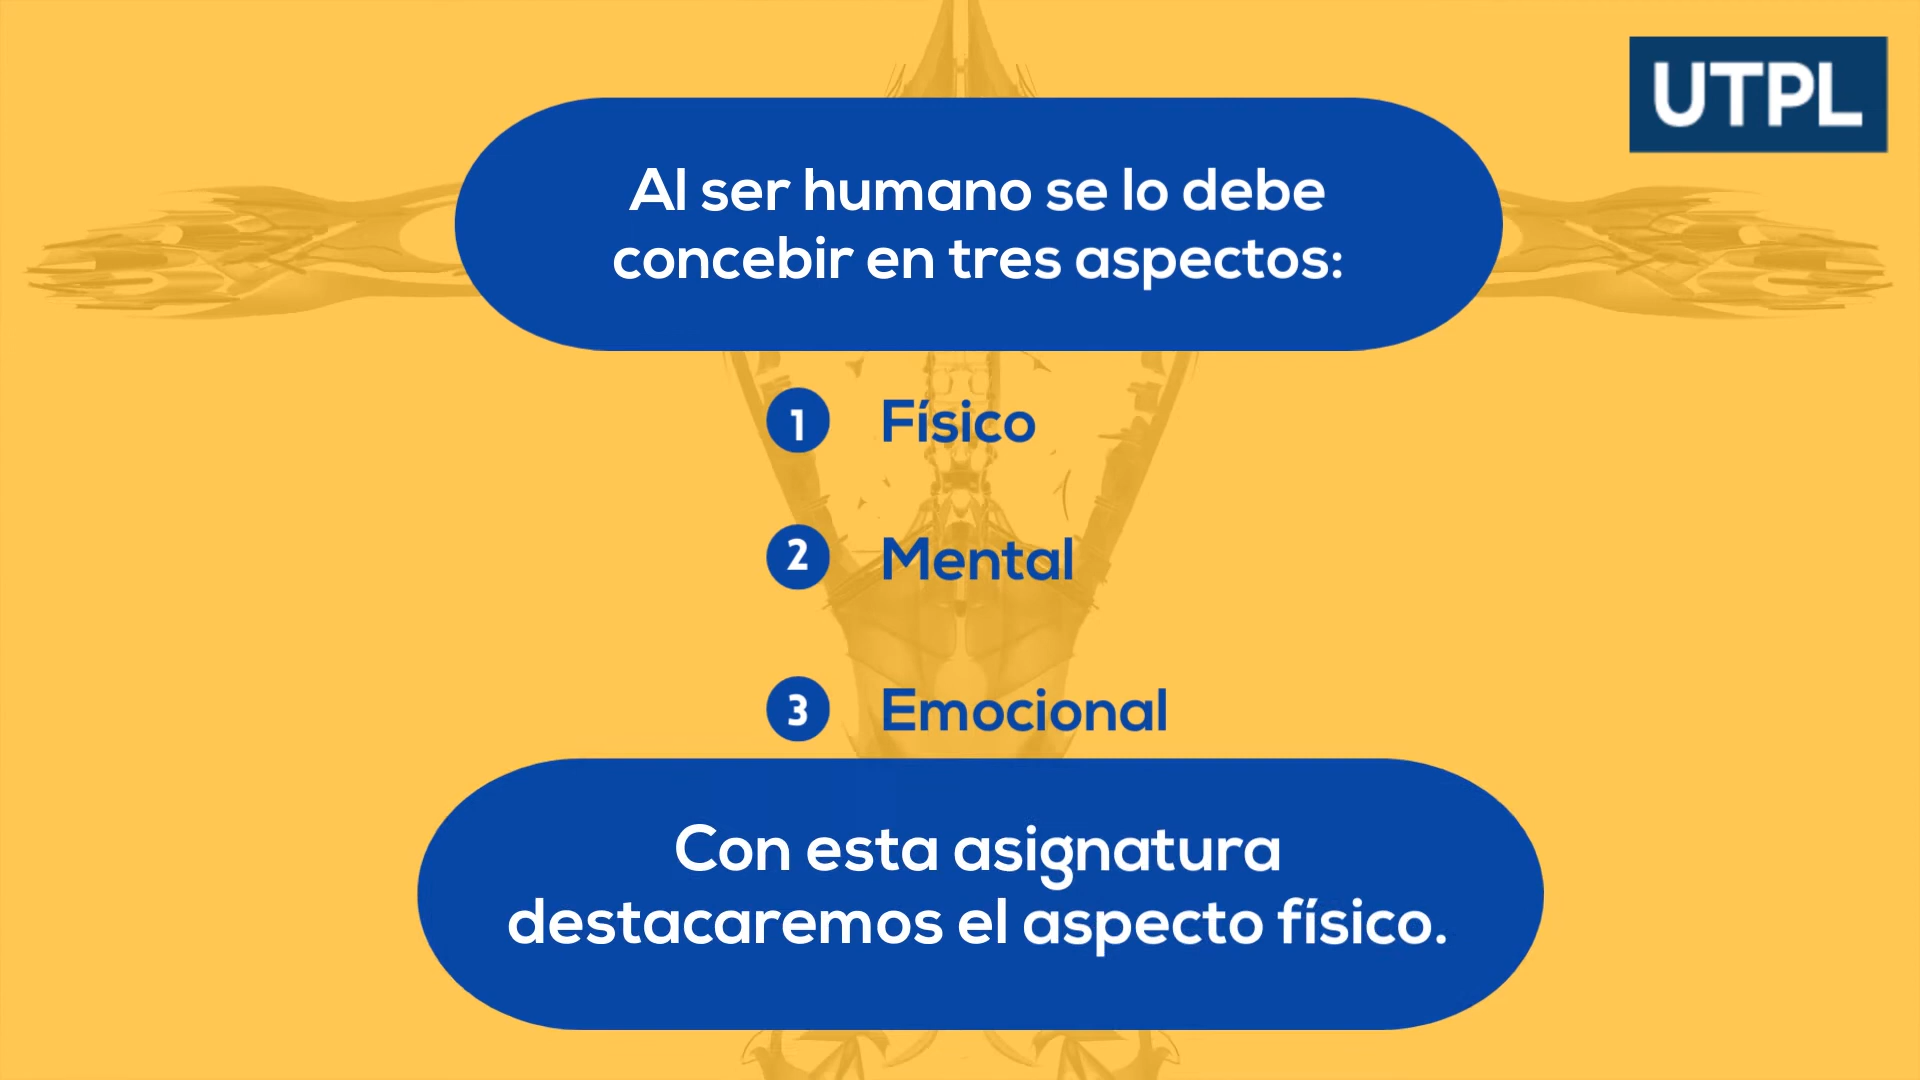 UTPL
Al ser humano se lo debe
concebir en tres aspectos:
1 Físico
2 Mental
3 Emocional
Con esta asignatura
destacaremos el aspecto físico.